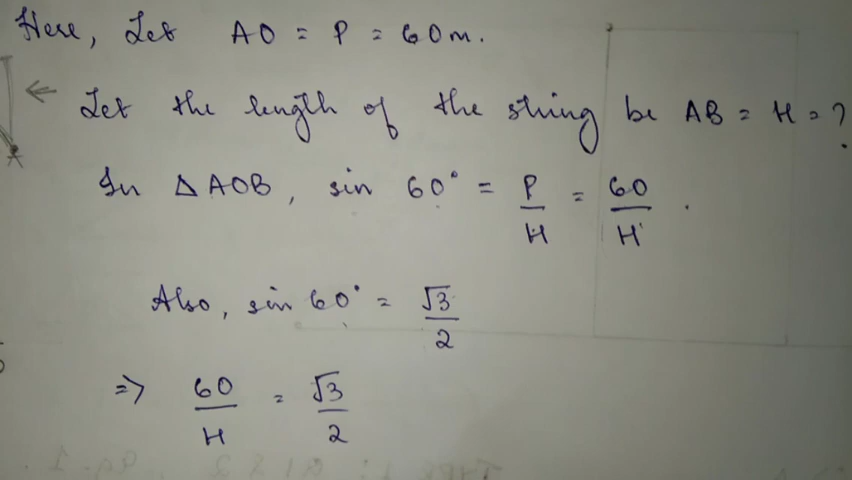 Here, Let AO = P = 60m.
Let the length of the string be AB = H = ?
In △AOB, sin 60° = P/H = 60/H.
Also, sin 60° = √3/2
⇒ 60/H = √3/2